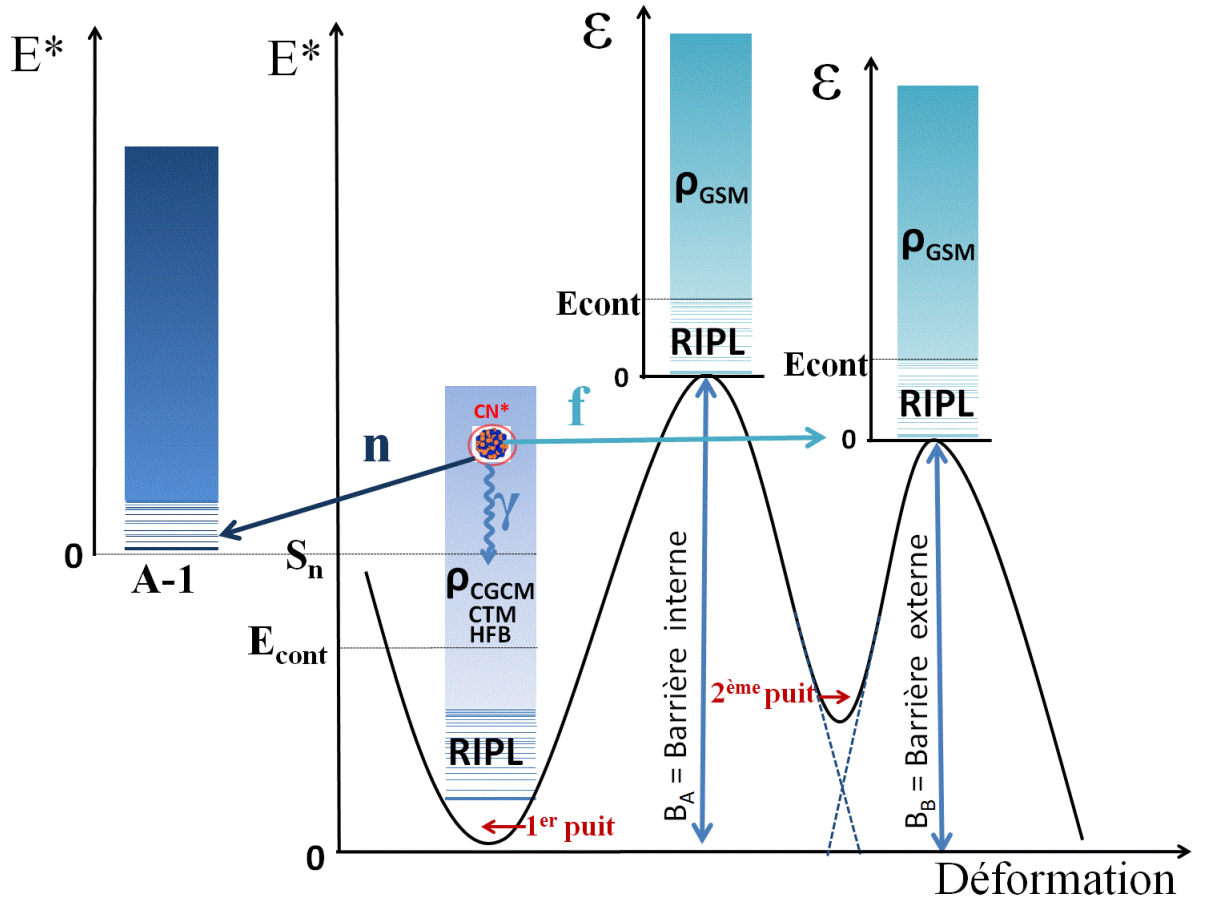 E*
E*
ε
ε
ρGSM
ρGSM
Econt
RIPL
0
Econt
RIPL
0
CN*
f
n
γ
0
A-1
Sn
ρCGCM
CTM
HFB
Econt
RIPL
1er puit
2ème puit
BA = Barrière interne
BB = Barrière externe
0
Déformation